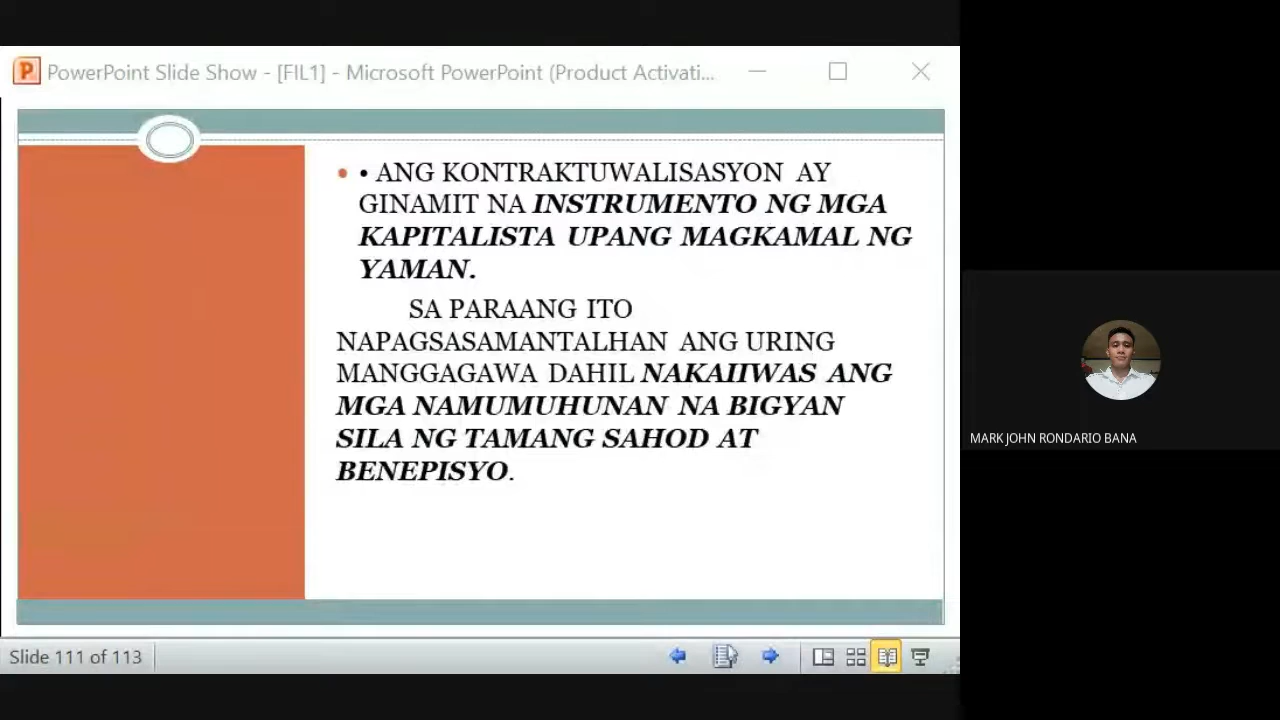 PowerPoint Slide Show - [FIL1] - Microsoft PowerPoint (Product Activati...
• • ANG KONTRAKTUWALISASYON AY
GINAMIT NA INSTRUMENTO NG MGA
KAPITALISTA UPANG MAGKAMAL NG
YAMAN.
SA PARAANG ITO
NAPAGSASAMANTALHAN ANG URING
MANGGAGAWA DAHIL NAKAIIWAS ANG
MGA NAMUMUHUNAN NA BIGYAN
SILA NG TAMANG SAHOD AT
BENEPISYO.
MARK JOHN RONDARIO BANA
Slide 111 of 113